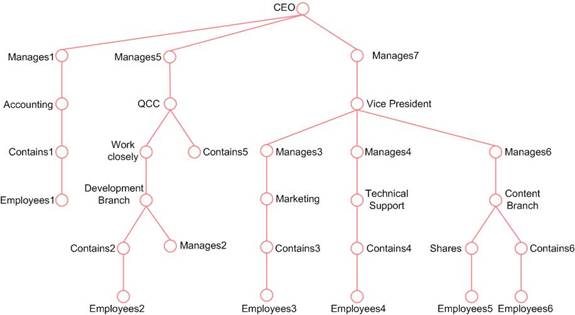 CEO
Manages1
Manages5
Manages7
Accounting
QCC
Vice President
Contains1
Work
closely
Contains5
Manages3
Manages4
Manages6
Employees1
Development
Branch
Marketing
Technical
Support
Content
Branch
Contains2
Manages2
Contains3
Contains4
Shares
Contains6
Employees2
Employees3
Employees4
Employees5
Employees6